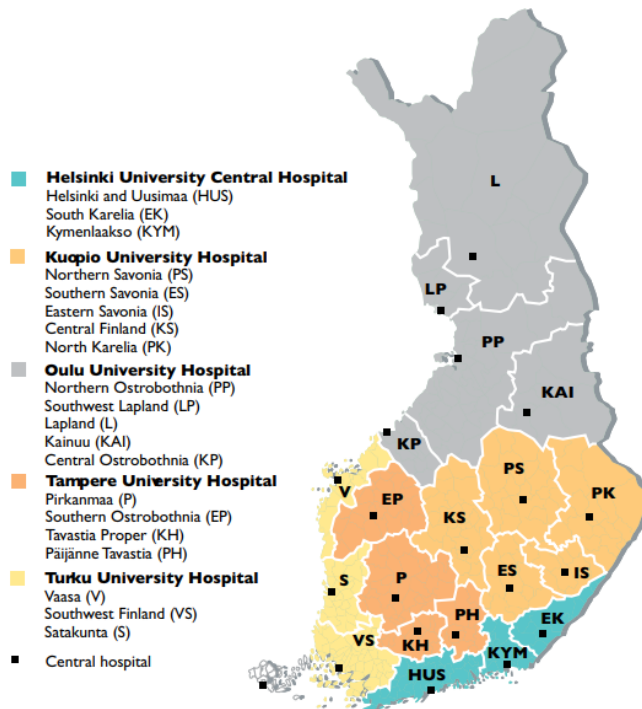 Helsinki University Central Hospital
Helsinki and Uusimaa (HUS)
South Karelia (EK)
Kymenlaakso (KYM)
Kuopio University Hospital
Northern Savonia (PS)
Southern Savonia (ES)
Eastern Savonia (IS)
Central Finland (KS)
North Karelia (PK)
Oulu University Hospital
Northern Ostrobothnia (PP)
Southwest Lapland (LP)
Lapland (L)
Kainuu (KAI)
Central Ostrobothnia (KP)
Tampere University Hospital
Pirkanmaa (P)
Southern Ostrobothnia (EP)
Tavastia Proper (KH)
Päijänne Tavastia (PH)
Turku University Hospital
Vaasa (V)
Southwest Finland (VS)
Satakunta (S)
Central hospital
L
LP
PP
KAI
KP
PS
V
EP
KS
PK
S
P
ES
IS
PH
EK
VS
KH
KYM
HUS